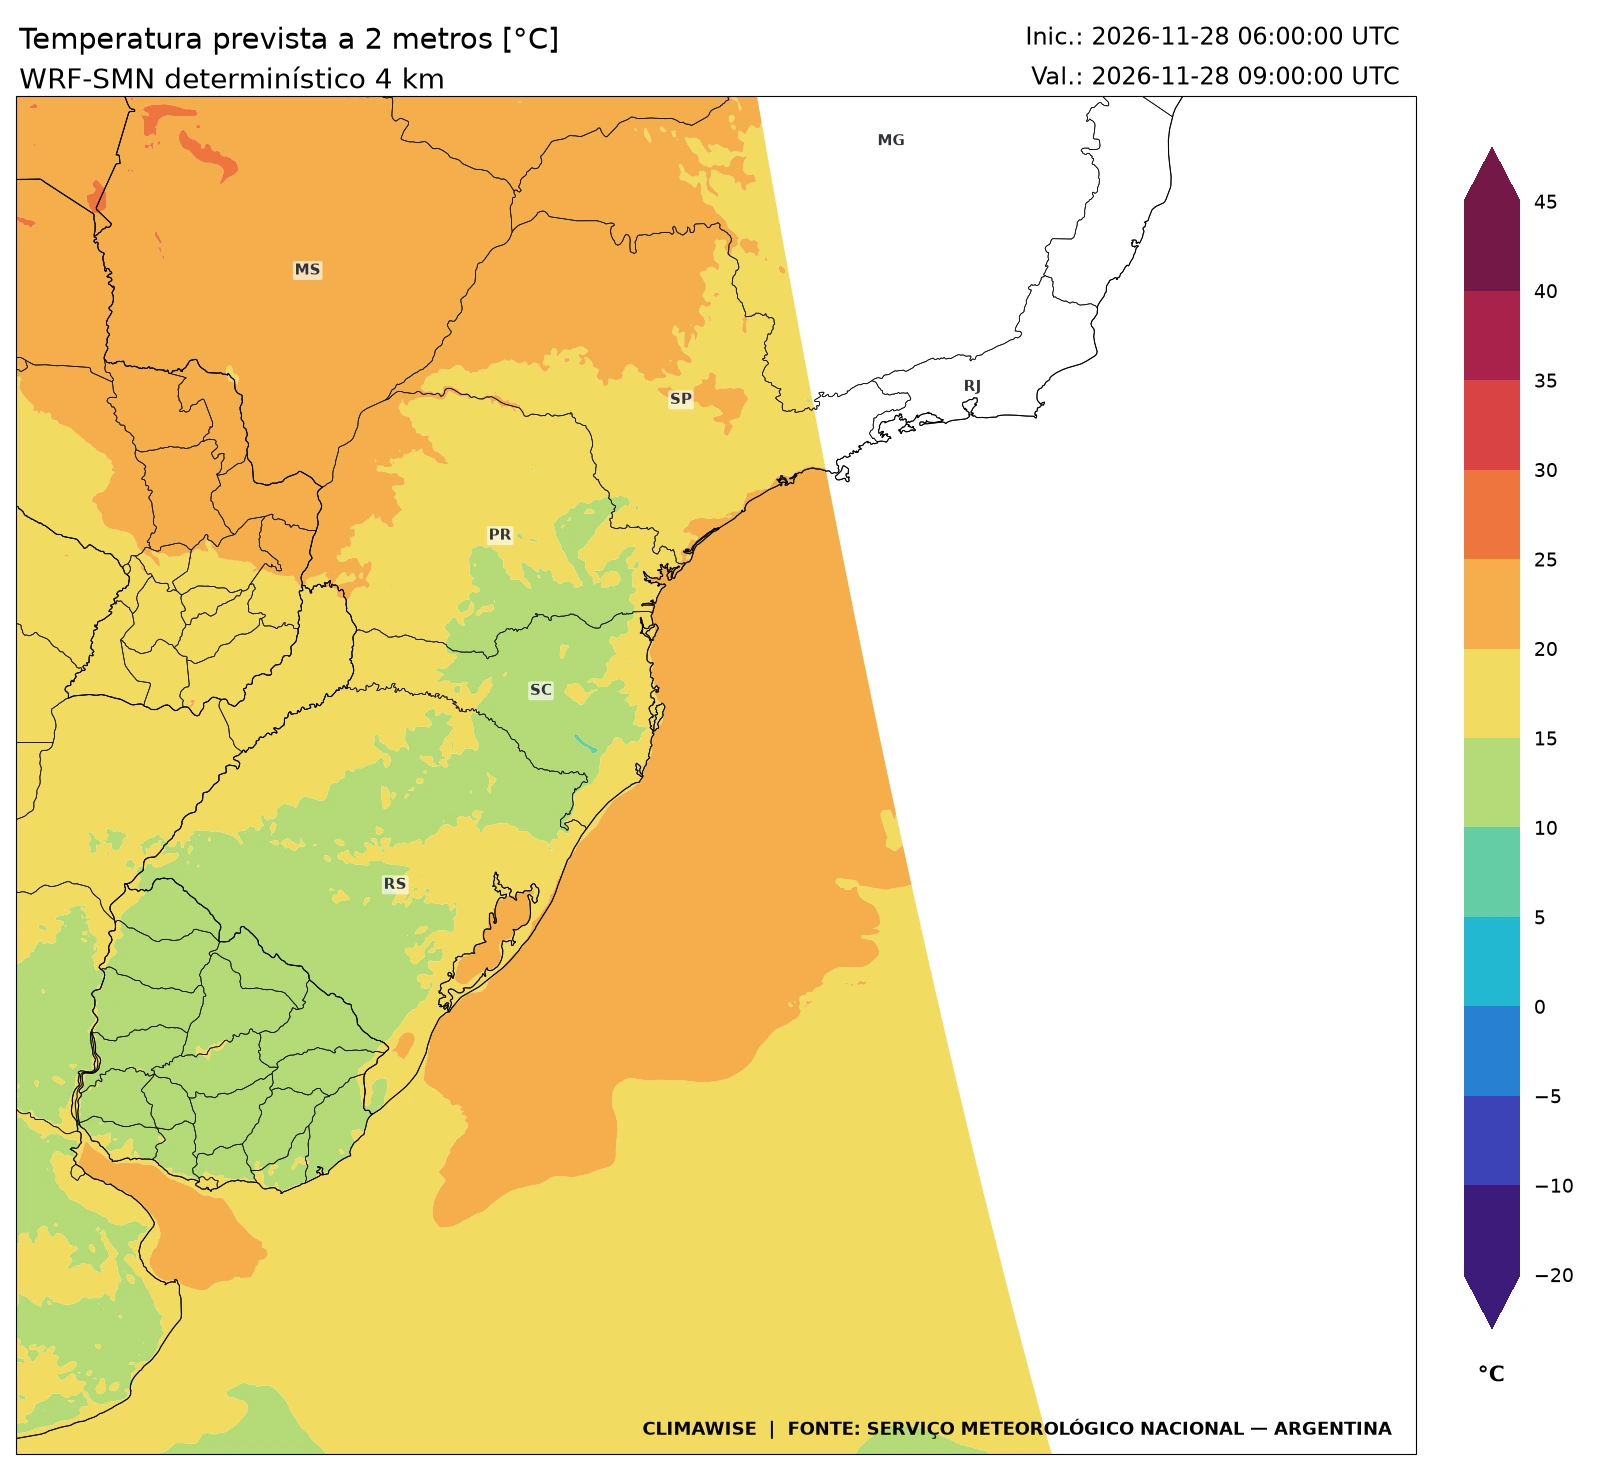 Temperatura prevista a 2 metros [°C]
WRF-SMN determinístico 4 km
Inic.: 2026-11-28 06:00:00 UTC
Val.: 2026-11-28 09:00:00 UTC
MG
MS
RJ
SP
PR
SC
RS
45
40
35
30
25
20
15
10
5
0
−5
−10
−20
°C
CLIMAWISE | FONTE: SERVIÇO METEOROLÓGICO NACIONAL — ARGENTINA